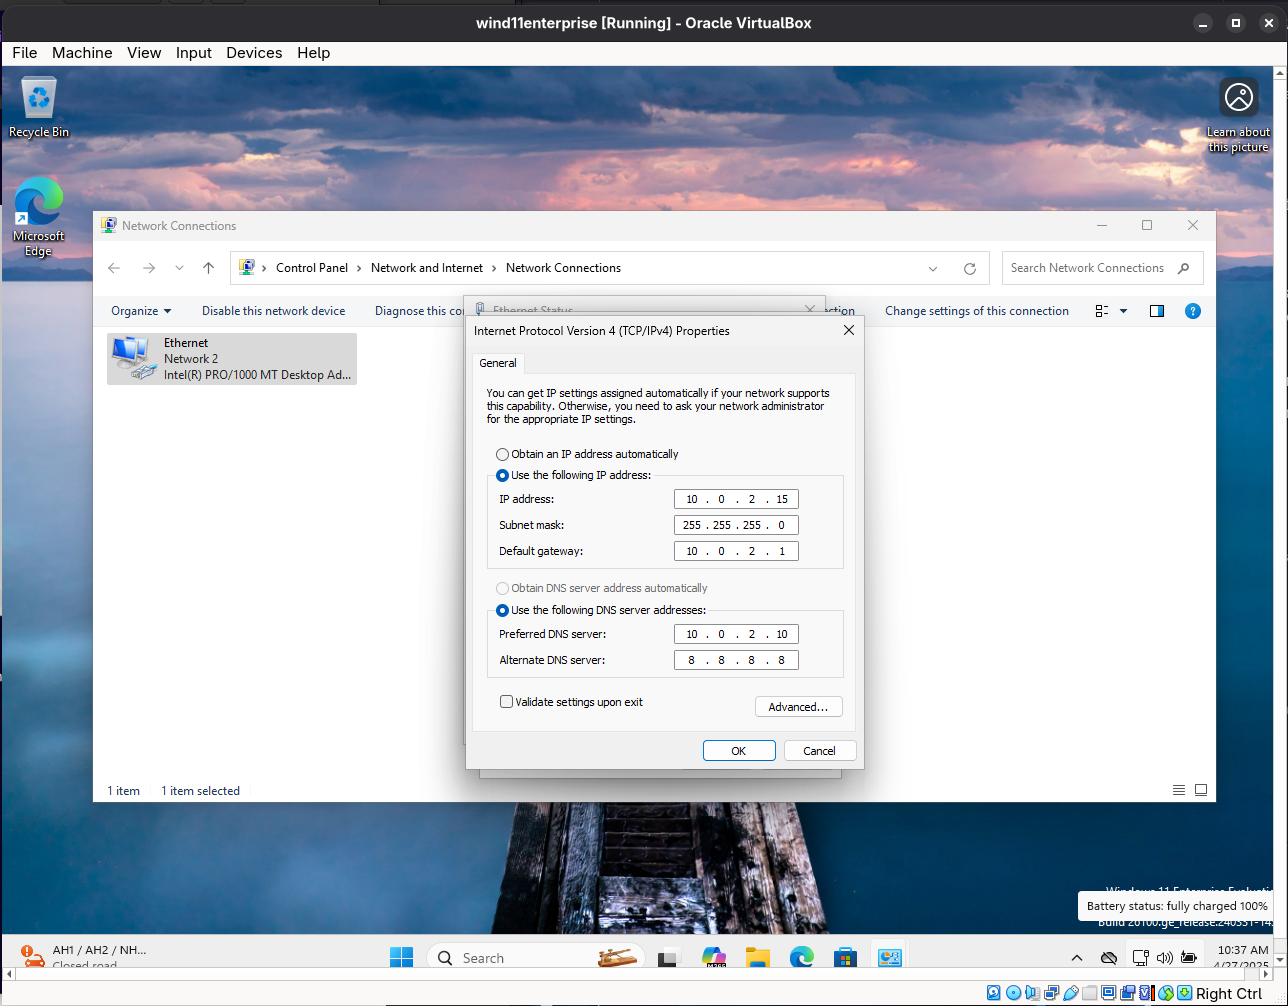 wind11enterprise [Running] - Oracle VirtualBox
File Machine View Input Devices Help
Recycle Bin
Learn about
this picture
Microsoft
Edge
Network Connections
Control Panel > Network and Internet > Network Connections
Search Network Connections
Organize Disable this network device Diagnose this co Ethernet Status ction Change settings of this connection
Ethernet
Network 2
Intel(R) PRO/1000 MT Desktop Ad...
Internet Protocol Version 4 (TCP/IPv4) Properties
General
You can get IP settings assigned automatically if your network supports
this capability. Otherwise, you need to ask your network administrator
for the appropriate IP settings.
Obtain an IP address automatically
Use the following IP address:
IP address: 10 . 0 . 2 . 15
Subnet mask: 255 . 255 . 255 . 0
Default gateway: 10 . 0 . 2 . 1
Obtain DNS server address automatically
Use the following DNS server addresses:
Preferred DNS server: 10 . 0 . 2 . 10
Alternate DNS server: 8 . 8 . 8 . 8
Validate settings upon exit
Advanced...
OK Cancel
1 item 1 item selected
Windows 11 Enterprise
Battery status: fully charged 100%
Build 26100.ge_release.240331-14
AH1 / AH2 / NH...
Closed road
Search
M365
10:37 AM
4/27/2025
Right Ctrl